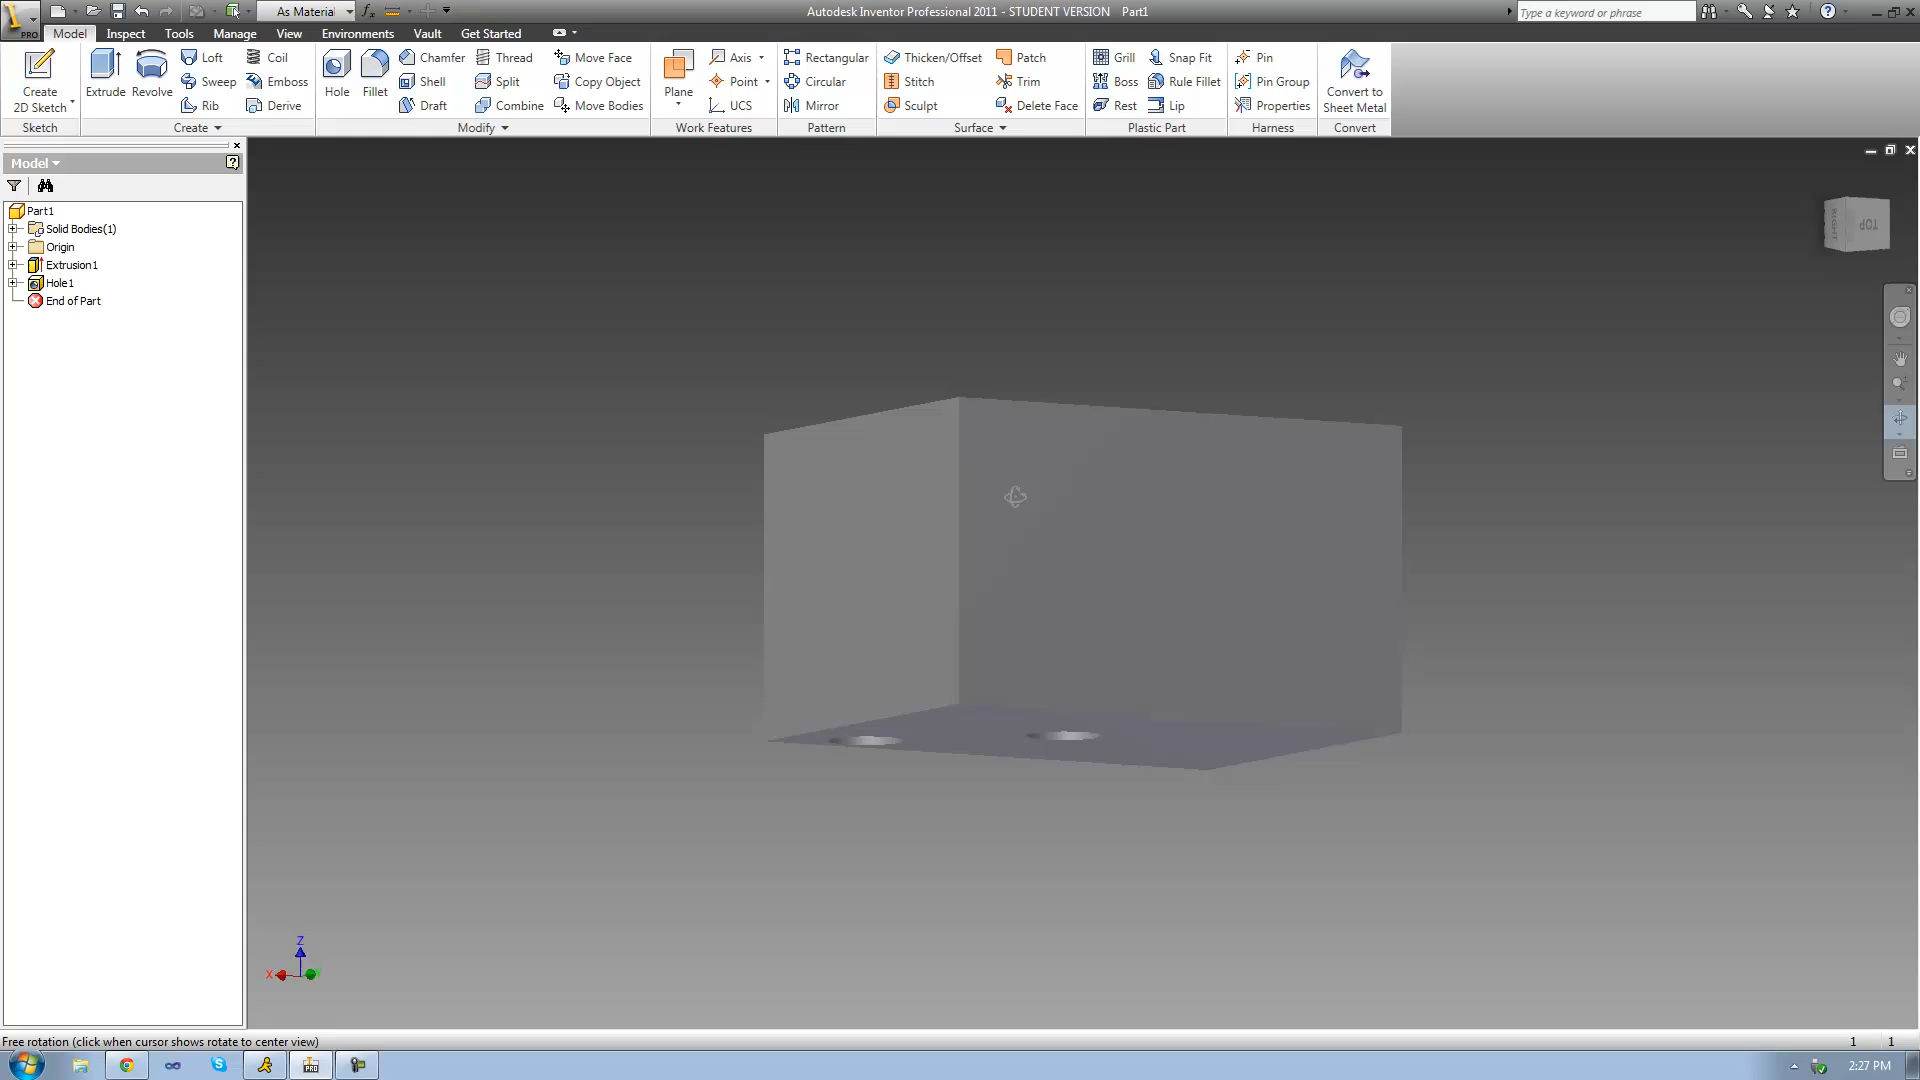 PRO
As Materia
fx
Autodesk Inventor Professional 2011 - STUDENT VERSION Part1
Type a keyword or phrase
Model Inspect Tools Manage View Environments Vault Get Started
Create
2D Sketch
Sketch
Extrude
Revolve
Loft
Sweep
Rib
Coil
Emboss
Derive
Create
Hole
Fillet
Chamfer
Shell
Draft
Thread
Split
Combine
Move Face
Copy Object
Move Bodies
Modify
Plane
Axis
Point
UCS
Work Features
Rectangular
Circular
Mirror
Pattern
Thicken/Offset
Stitch
Sculpt
Patch
Trim
Delete Face
Surface
Grill
Boss
Rest
Snap Fit
Rule Fillet
Lip
Plastic Part
Pin
Pin Group
Properties
Harness
Convert to
Sheet Metal
Convert
Model
Part1
Solid Bodies(1)
Origin
Extrusion1
Hole1
End of Part
RIGHT
TOP
Z
X
Free rotation (click when cursor shows rotate to center view)
1 1
PRO
2:27 PM